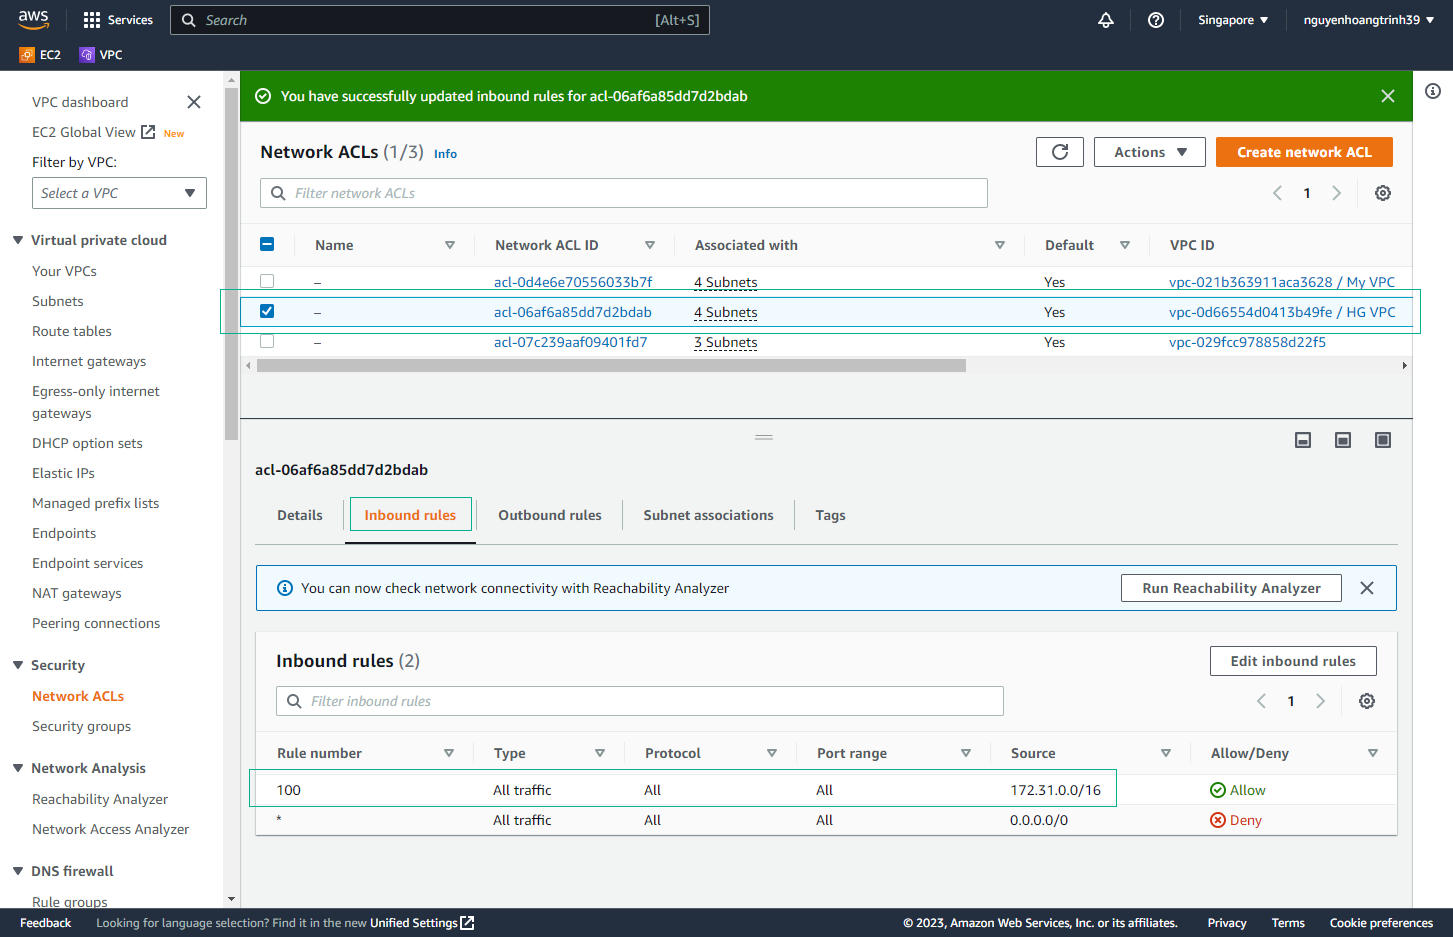 aws Services Search [Alt+S] Singapore nguyenhoangtrinh39
EC2 VPC
VPC dashboard
EC2 Global View New
Filter by VPC:
Select a VPC
Virtual private cloud
Your VPCs
Subnets
Route tables
Internet gateways
Egress-only internet
gateways
DHCP option sets
Elastic IPs
Managed prefix lists
Endpoints
Endpoint services
NAT gateways
Peering connections
Security
Network ACLs
Security groups
Network Analysis
Reachability Analyzer
Network Access Analyzer
DNS firewall
Rule groups
You have successfully updated inbound rules for acl-06af6a85dd7d2bdab
Network ACLs (1/3) Info Actions Create network ACL
Filter network ACLs 1
Name Network ACL ID Associated with Default VPC ID
– acl-0d4e6e70556033b7f 4 Subnets Yes vpc-021b363911aca3628 / My VPC
– acl-06af6a85dd7d2bdab 4 Subnets Yes vpc-0d66554d0413b49fe / HG VPC
– acl-07c239aaf09401fd7 3 Subnets Yes vpc-029fcc978858d22f5
acl-06af6a85dd7d2bdab
Details Inbound rules Outbound rules Subnet associations Tags
You can now check network connectivity with Reachability Analyzer Run Reachability Analyzer
Inbound rules (2) Edit inbound rules
Filter inbound rules 1
Rule number Type Protocol Port range Source Allow/Deny
100 All traffic All All 172.31.0.0/16 Allow
* All traffic All All 0.0.0.0/0 Deny
Feedback Looking for language selection? Find it in the new Unified Settings © 2023, Amazon Web Services, Inc. or its affiliates. Privacy Terms Cookie preferences